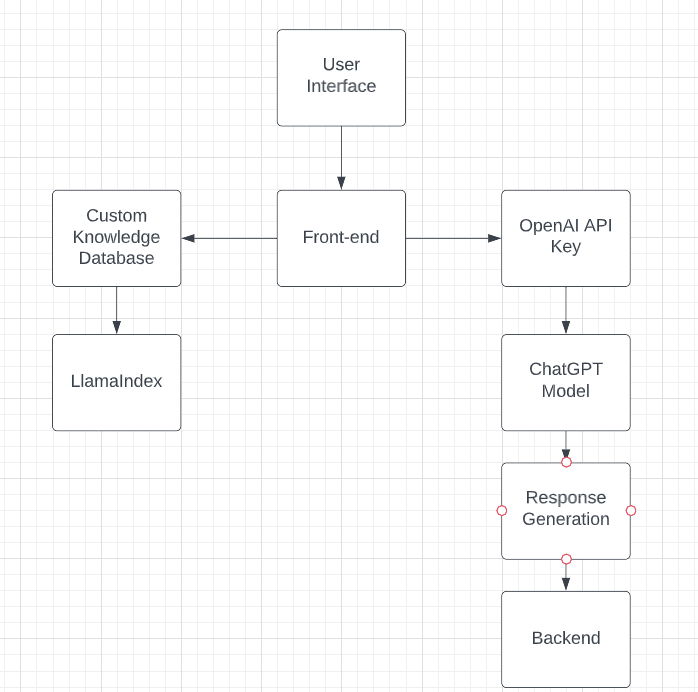 User
Interface
Custom
Knowledge
Database
Front-end
OpenAI API
Key
LlamaIndex
ChatGPT
Model
Response
Generation
Backend